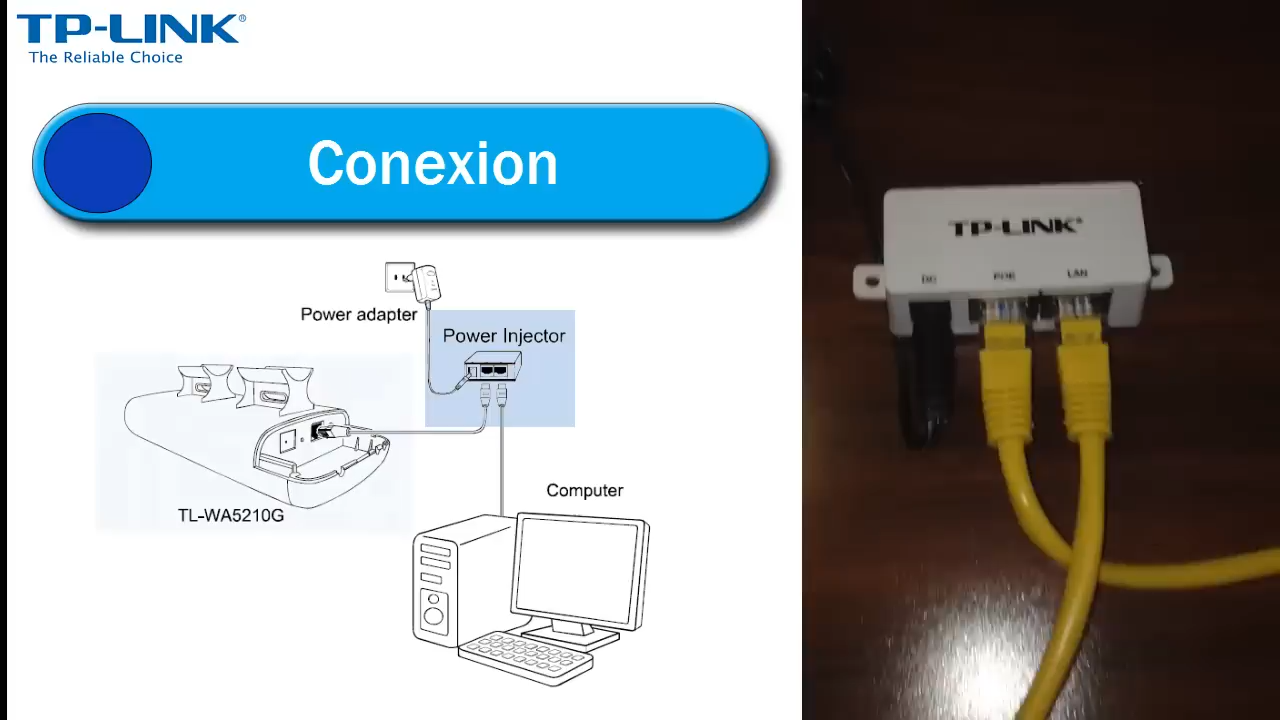 TP-LINK®
The Reliable Choice
Conexion
Power adapter
Power Injector
TL-WA5210G
Computer
TP-LINK®
DC POE LAN